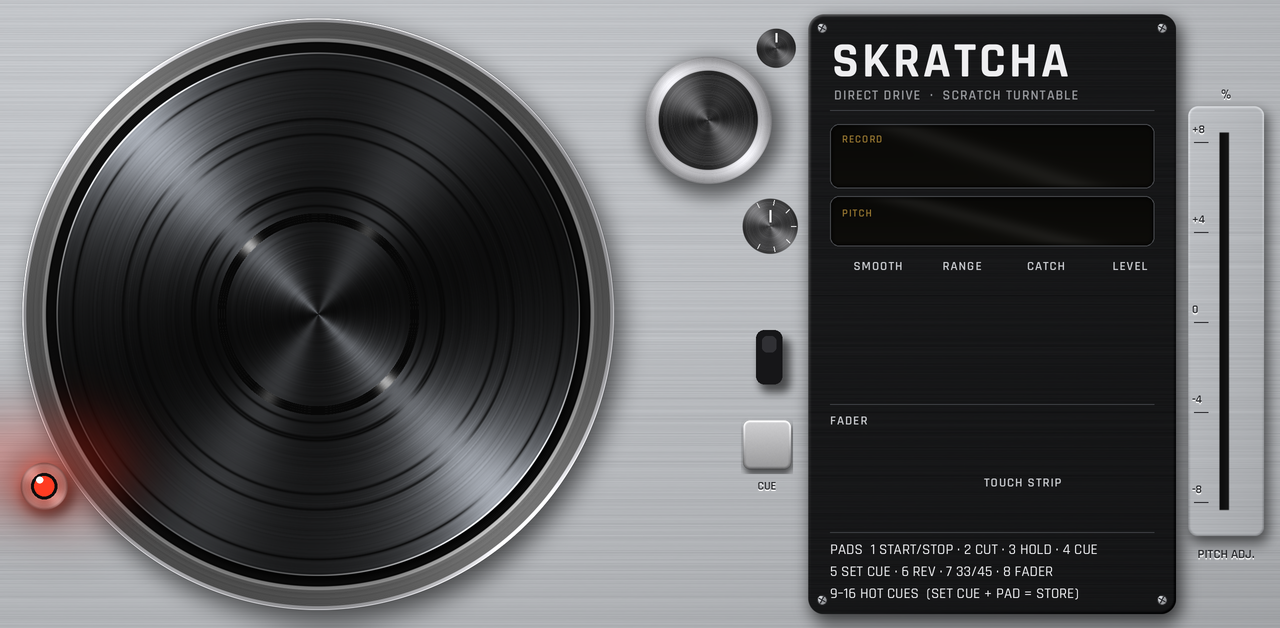 SKRATCHA
DIRECT DRIVE · SCRATCH TURNTABLE
RECORD
PITCH
SMOOTH RANGE CATCH LEVEL
FADER
TOUCH STRIP
PADS 1 START/STOP · 2 CUT · 3 HOLD · 4 CUE
5 SET CUE · 6 REV · 7 33/45 · 8 FADER
9-16 HOT CUES (SET CUE + PAD = STORE)
CUE
%
+8
+4
0
-4
-8
PITCH ADJ.